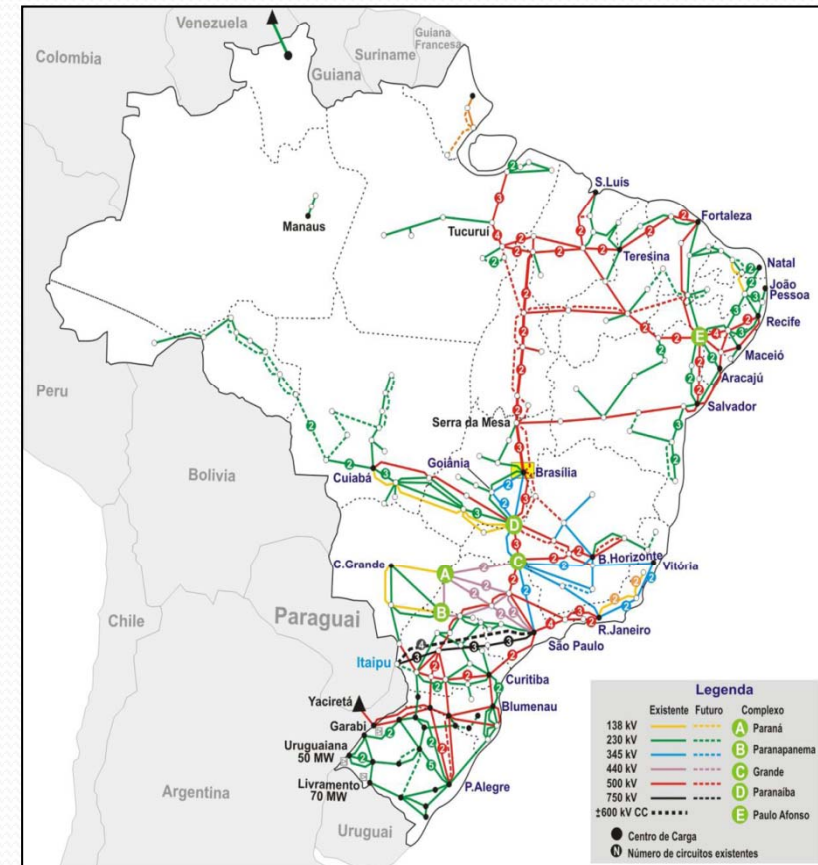 Venezuela
Guiana
Francesa
Suriname
Guiana
Colombia
S.Luís
Fortaleza
Manaus
Tucuruí
Teresina
Natal
João
Pessoa
Recife
E
Maceió
Aracajú
Salvador
Peru
Serra da Mesa
Bolívia
Cuiabá
Goiânia
Brasília
D
B.Horizonte
C
Vitória
C.Grande
A
B
Chile
Paraguai
R.Janeiro
São Paulo
Itaipu
Curitiba
Yaciretá
Blumenau
Garabi
Uruguaiana
50 MW
Livramento
70 MW
P.Alegre
Argentina
Uruguai
Legenda
Existente Futuro Complexo
138 kV A Paraná
230 kV B Paranapanema
345 kV
440 kV C Grande
500 kV D Paranaíba
750 kV
±600 kV CC E Paulo Afonso
Centro de Carga
N Número de circuitos existentes